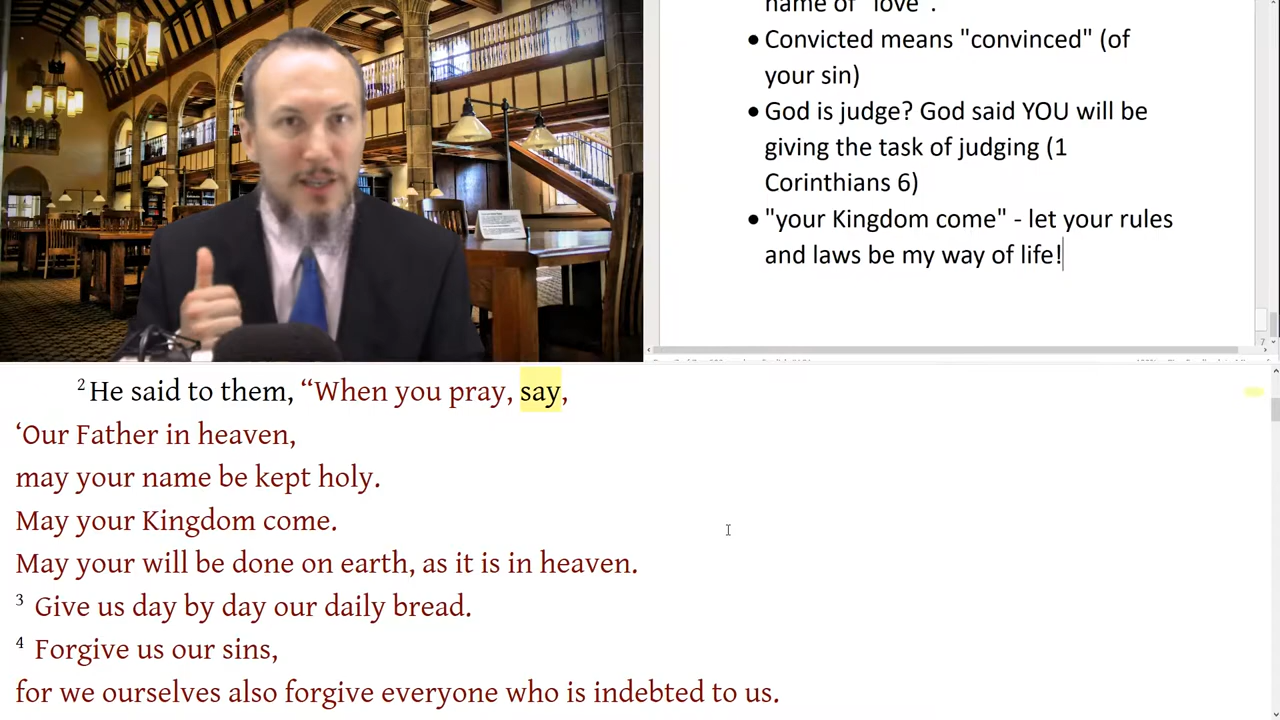 name of "love".
• Convicted means "convinced" (of
your sin)
• God is judge? God said YOU will be
giving the task of judging (1
Corinthians 6)
• "your Kingdom come" - let your rules
and laws be my way of life!
7
2 He said to them, “When you pray, say,
‘Our Father in heaven,
may your name be kept holy.
May your Kingdom come.
May your will be done on earth, as it is in heaven.
3 Give us day by day our daily bread.
4 Forgive us our sins,
for we ourselves also forgive everyone who is indebted to us.